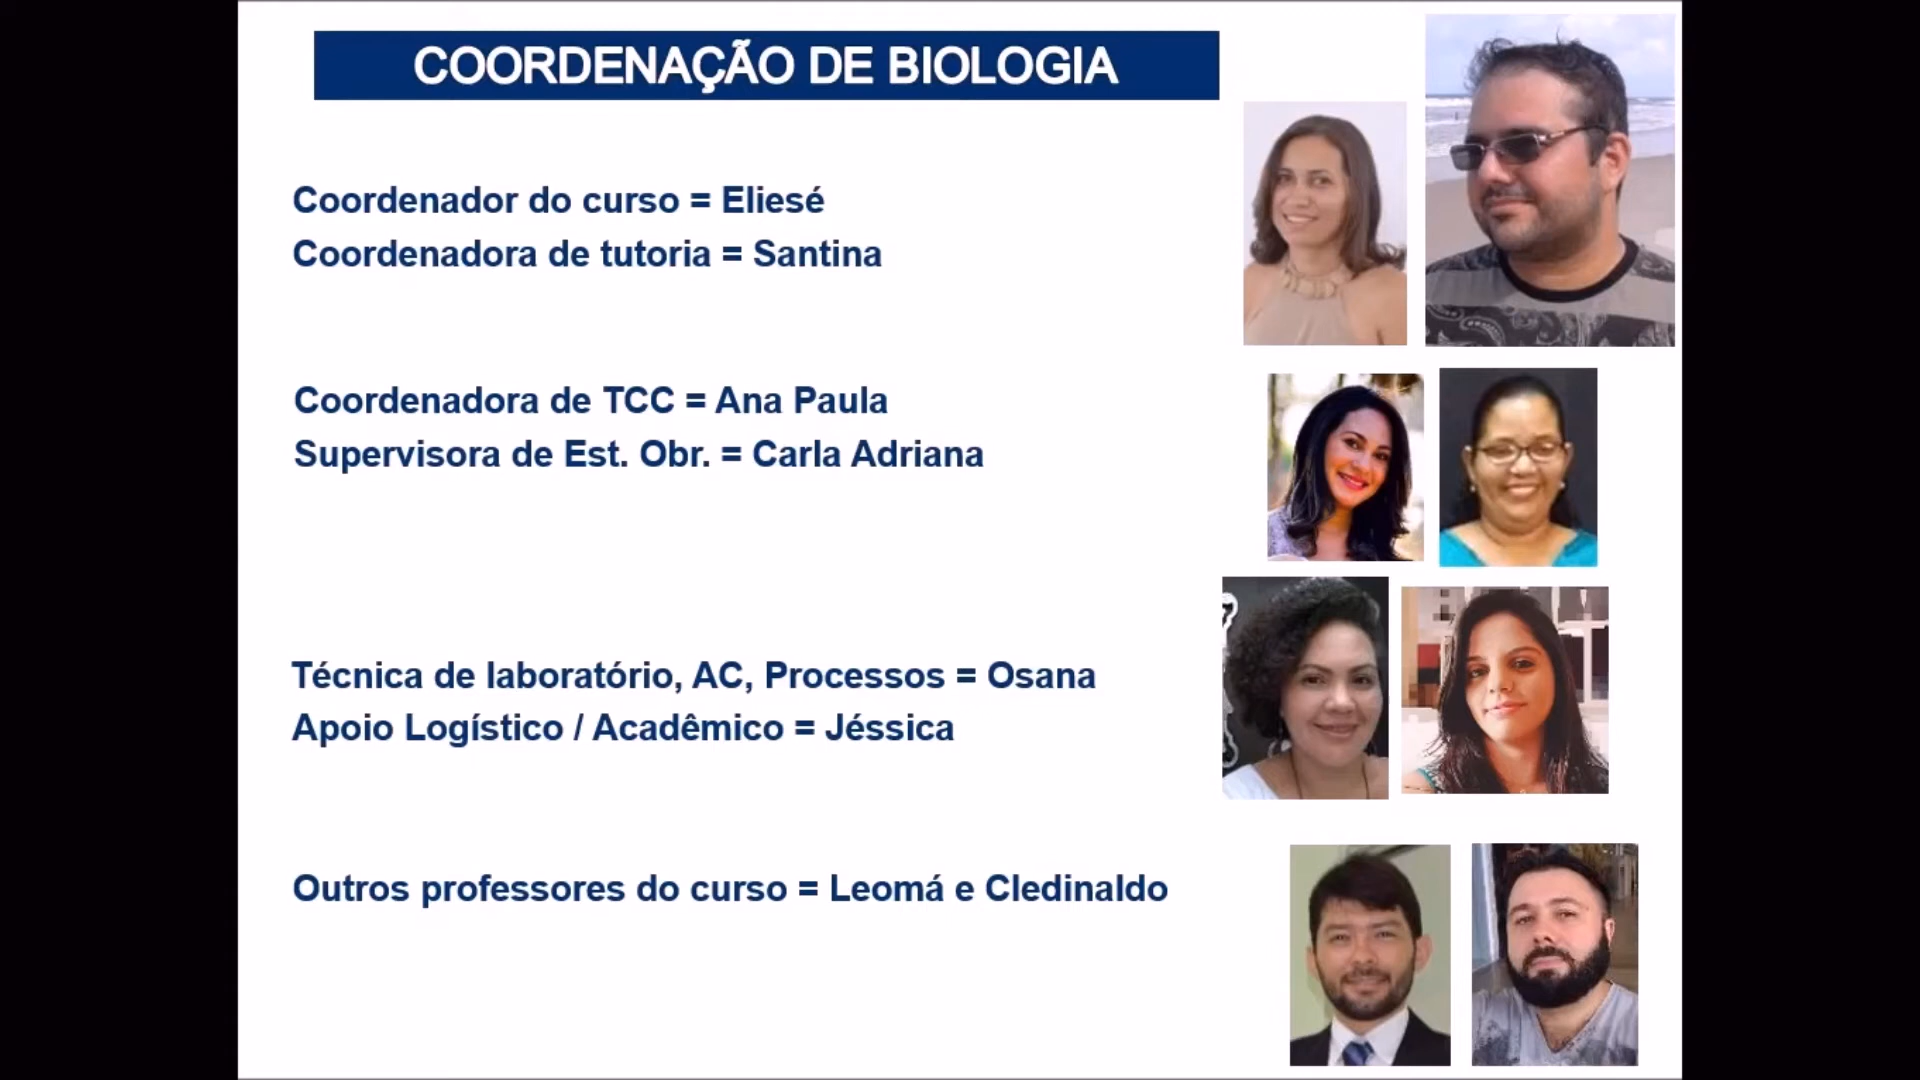 COORDENAÇÃO DE BIOLOGIA
Coordenador do curso = Eliesé
Coordenadora de tutoria = Santina
Coordenadora de TCC = Ana Paula
Supervisora de Est. Obr. = Carla Adriana
Técnica de laboratório, AC, Processos = Osana
Apoio Logístico / Acadêmico = Jéssica
Outros professores do curso = Leomá e Cledinaldo